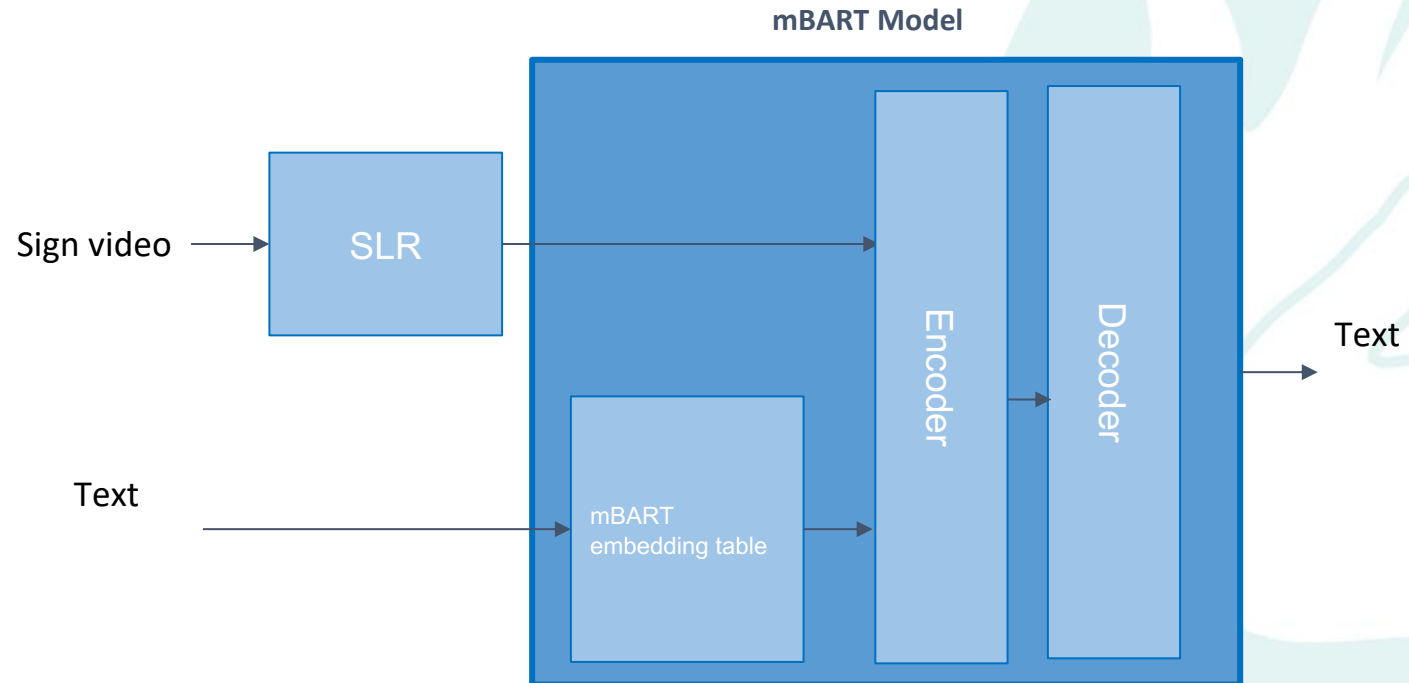 mBART Model
Sign video
SLR
Encoder
Decoder
Text
Text
mBART
embedding table